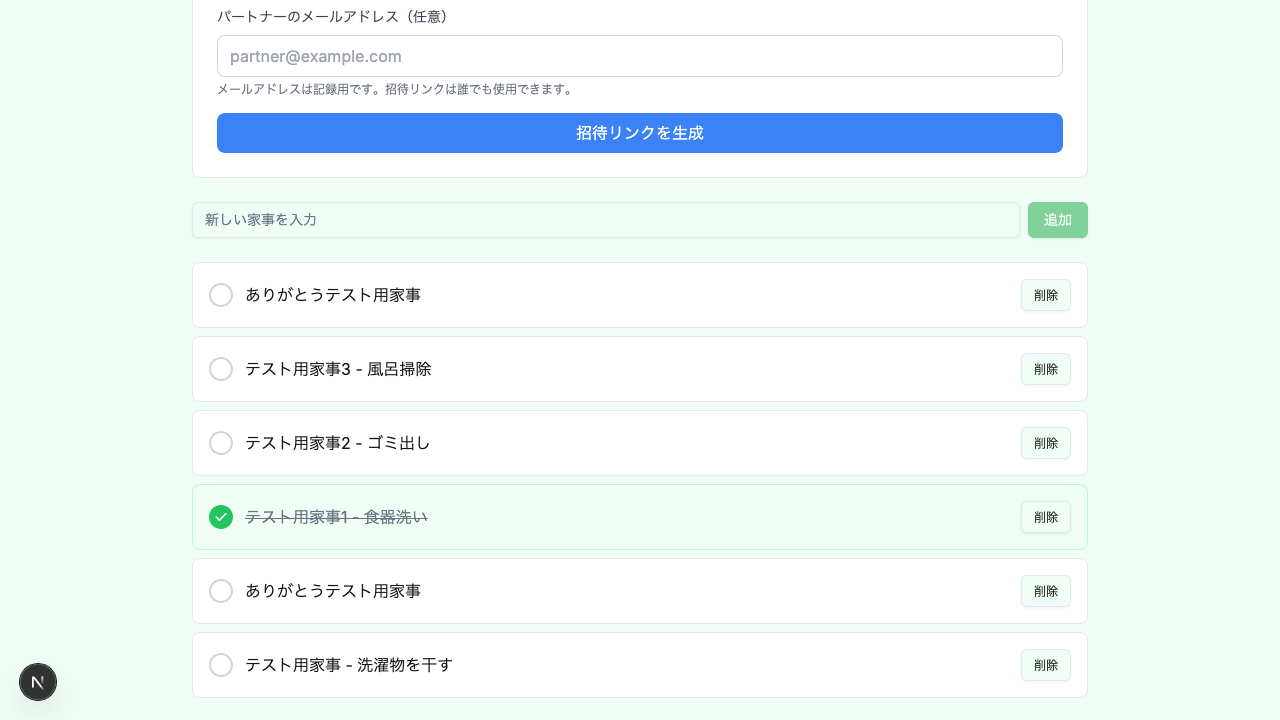 パートナーのメールアドレス（任意）
partner@example.com
メールアドレスは記録用です。招待リンクは誰でも使用できます。
招待リンクを生成
新しい家事を入力
追加
ありがとうテスト用家事
削除
テスト用家事3 - 風呂掃除
削除
テスト用家事2 - ゴミ出し
削除
テスト用家事1 - 食器洗い
削除
ありがとうテスト用家事
削除
テスト用家事 - 洗濯物を干す
削除
N